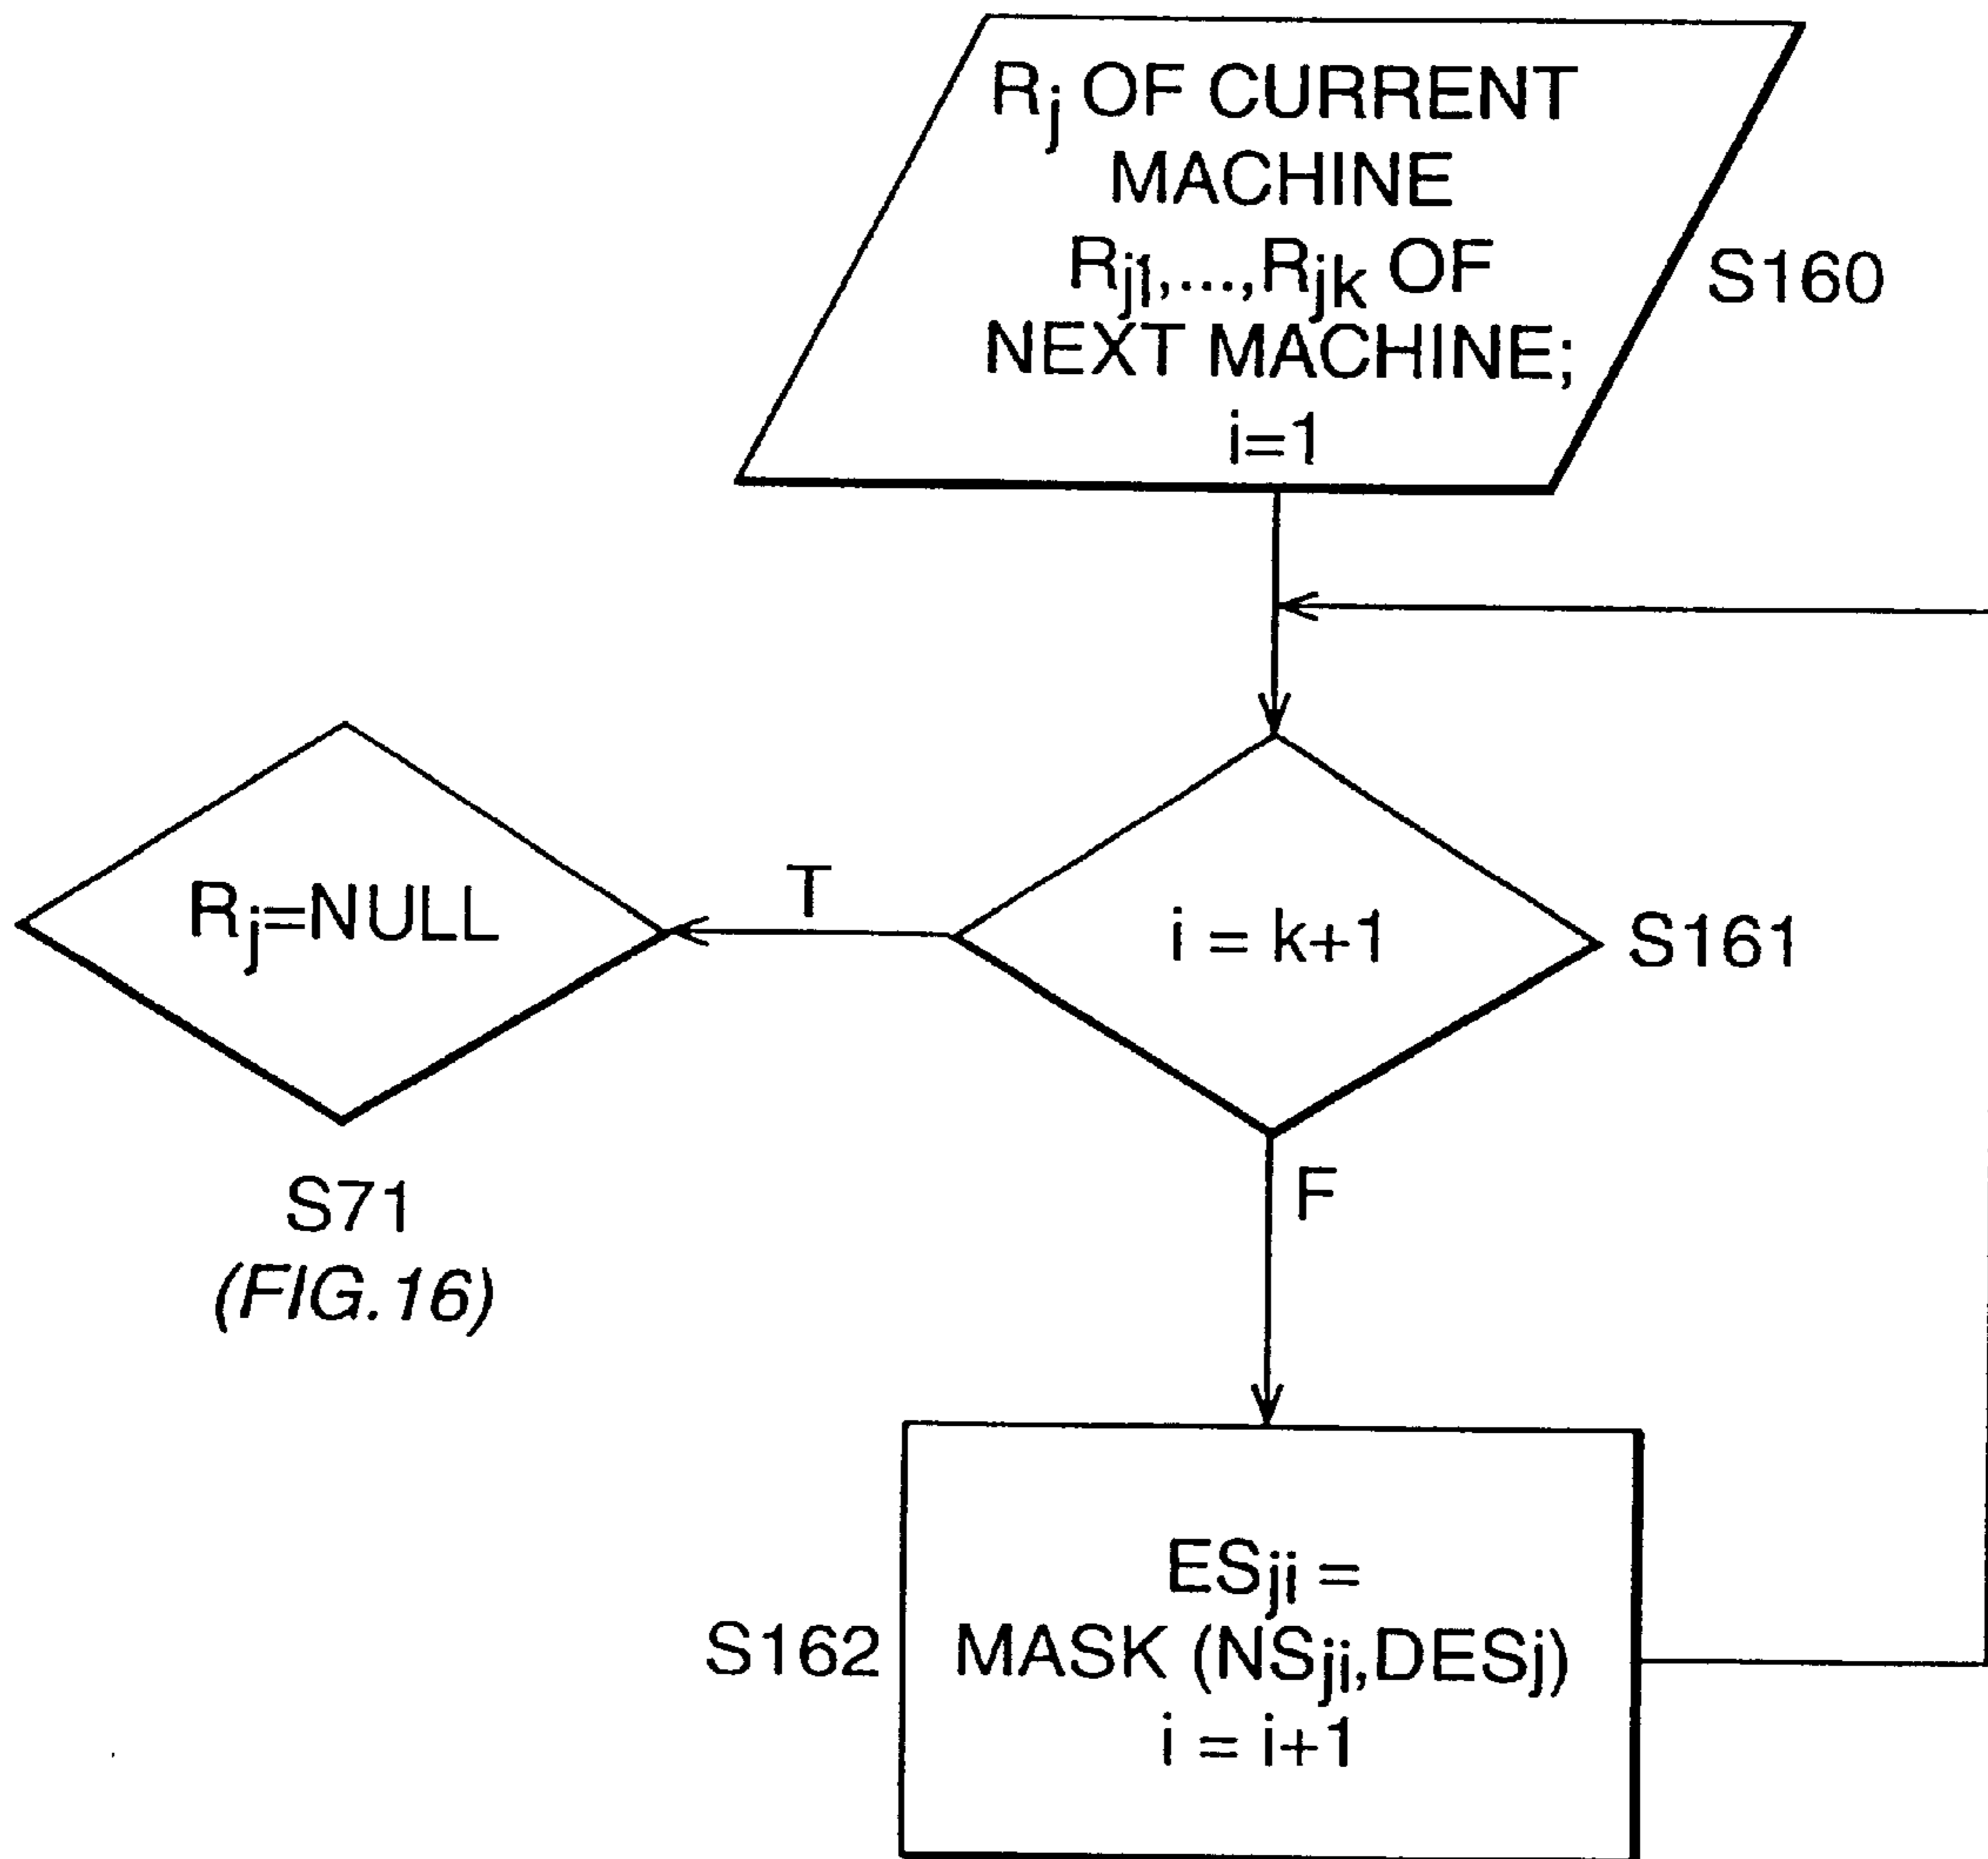 Rj OF CURRENT
MACHINE
Rj1,...,Rjk OF
NEXT MACHINE;
i=1
S160
Rj=NULL
T
i = k+1
S161
S71
(FIG.16)
F
ESji =
MASK (NSji,DESj)
i = i+1
S162